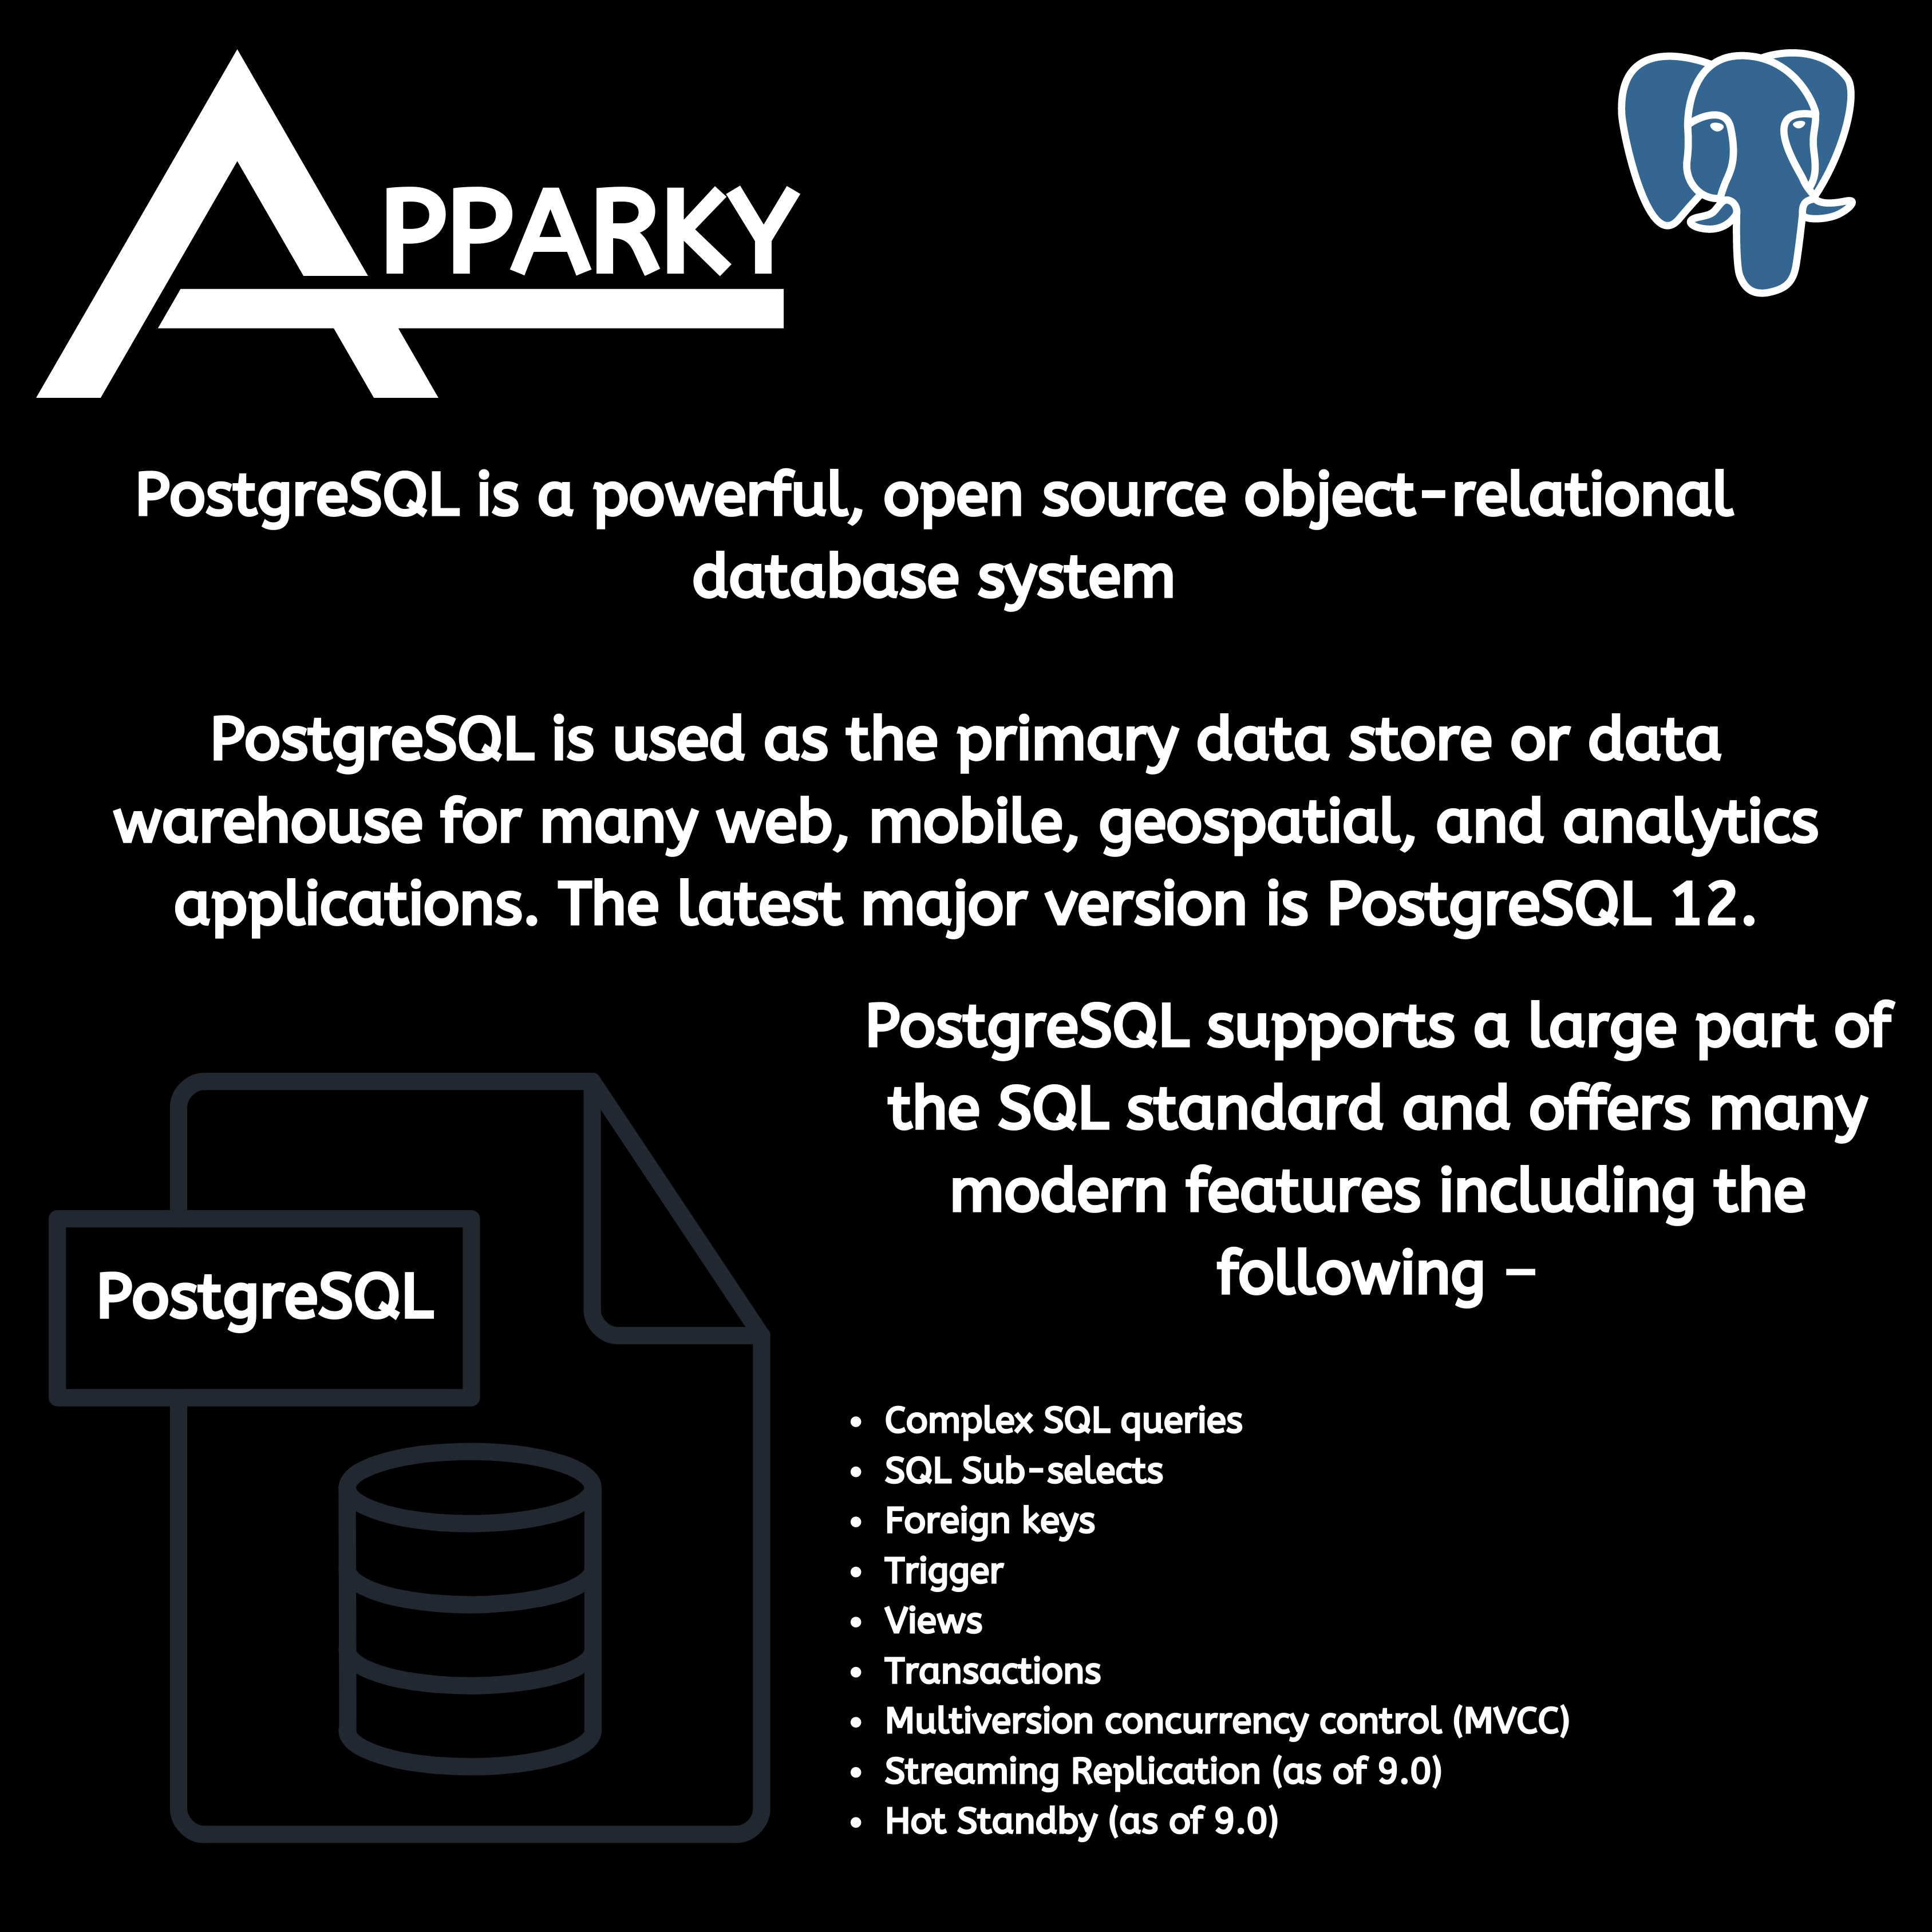 APPARKY
PostgreSQL is a powerful, open source object-relational
database system
PostgreSQL is used as the primary data store or data
warehouse for many web, mobile, geospatial, and analytics
applications. The latest major version is PostgreSQL 12.
PostgreSQL supports a large part of
the SQL standard and offers many
modern features including the
following –
PostgreSQL
• Complex SQL queries
• SQL Sub-selects
• Foreign keys
• Trigger
• Views
• Transactions
• Multiversion concurrency control (MVCC)
• Streaming Replication (as of 9.0)
• Hot Standby (as of 9.0)